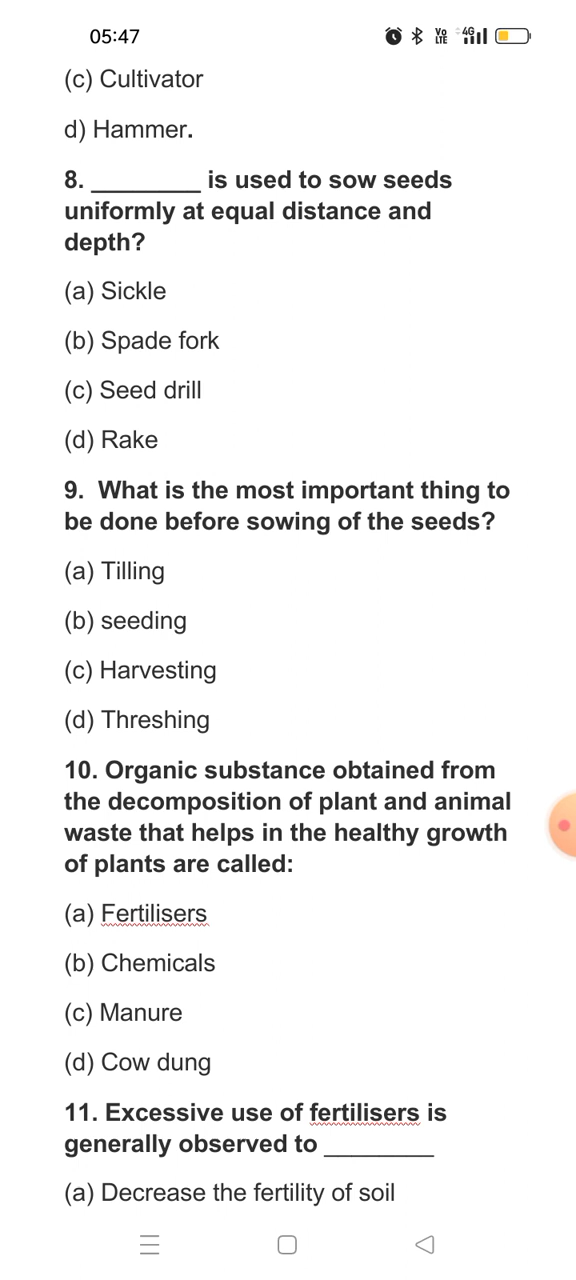 05:47
VO LTE 4G
(c) Cultivator
d) Hammer.
8. ________ is used to sow seeds
uniformly at equal distance and
depth?
(a) Sickle
(b) Spade fork
(c) Seed drill
(d) Rake
9.  What is the most important thing to
be done before sowing of the seeds?
(a) Tilling
(b) seeding
(c) Harvesting
(d) Threshing
10. Organic substance obtained from
the decomposition of plant and animal
waste that helps in the healthy growth
of plants are called:
(a) Fertilisers
(b) Chemicals
(c) Manure
(d) Cow dung
11. Excessive use of fertilisers is
generally observed to ________
(a) Decrease the fertility of soil